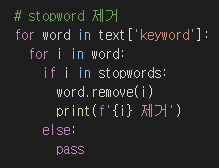 # stopword 제거
for word in text['keyword']:
  for i in word:
    if i in stopwords:
      word.remove(i)
      print(f'{i} 제거')
    else:
      pass